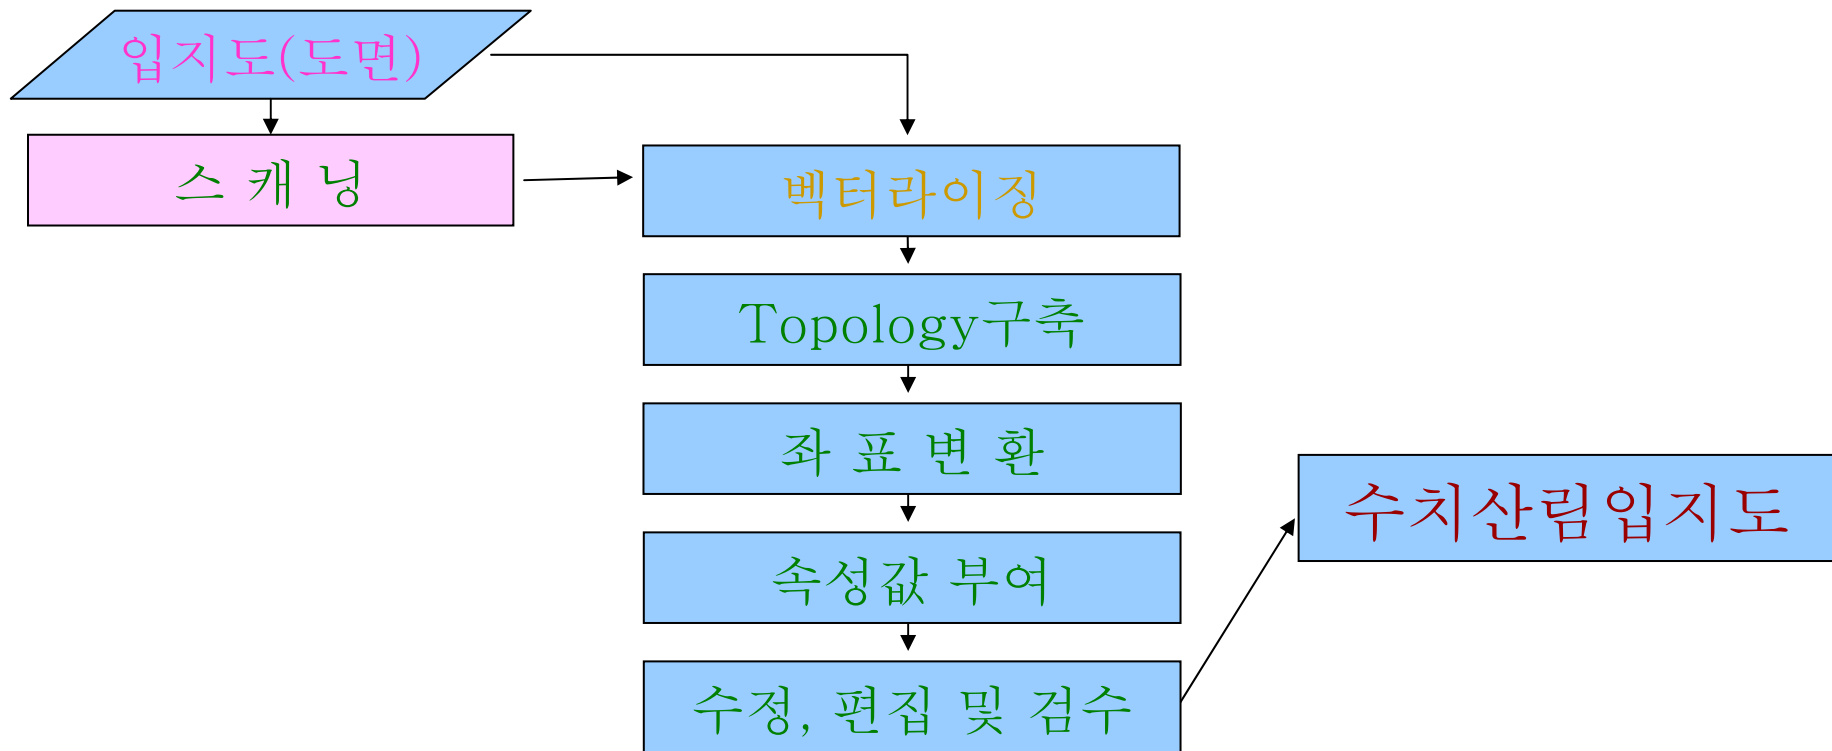 입지도(도면)
스 캐 닝
벡터라이징
Topology구축
좌 표 변 환
속성값 부여
수정, 편집 및 검수
수치산림입지도